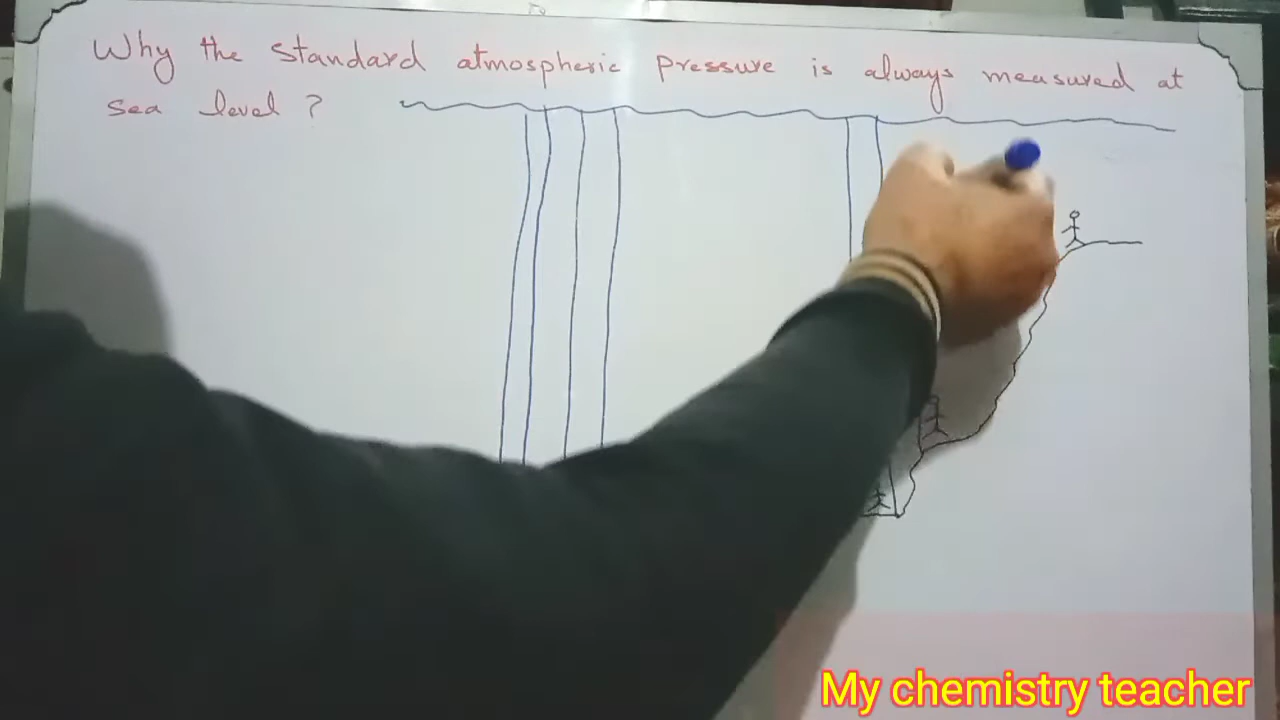 Why the standard atmospheric pressure is always measured at
sea level ?
My chemistry teacher